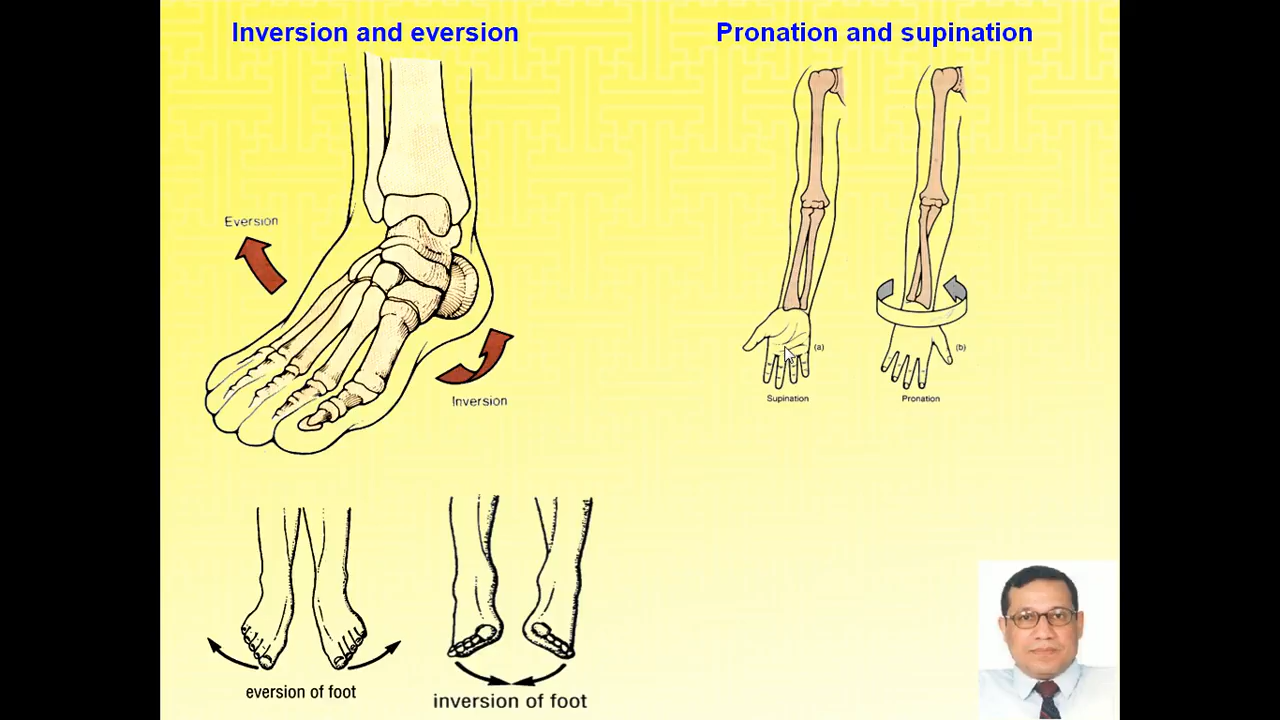 Inversion and eversion
Pronation and supination
Eversion
Inversion
(a)
(b)
Supination
Pronation
eversion of foot
inversion of foot